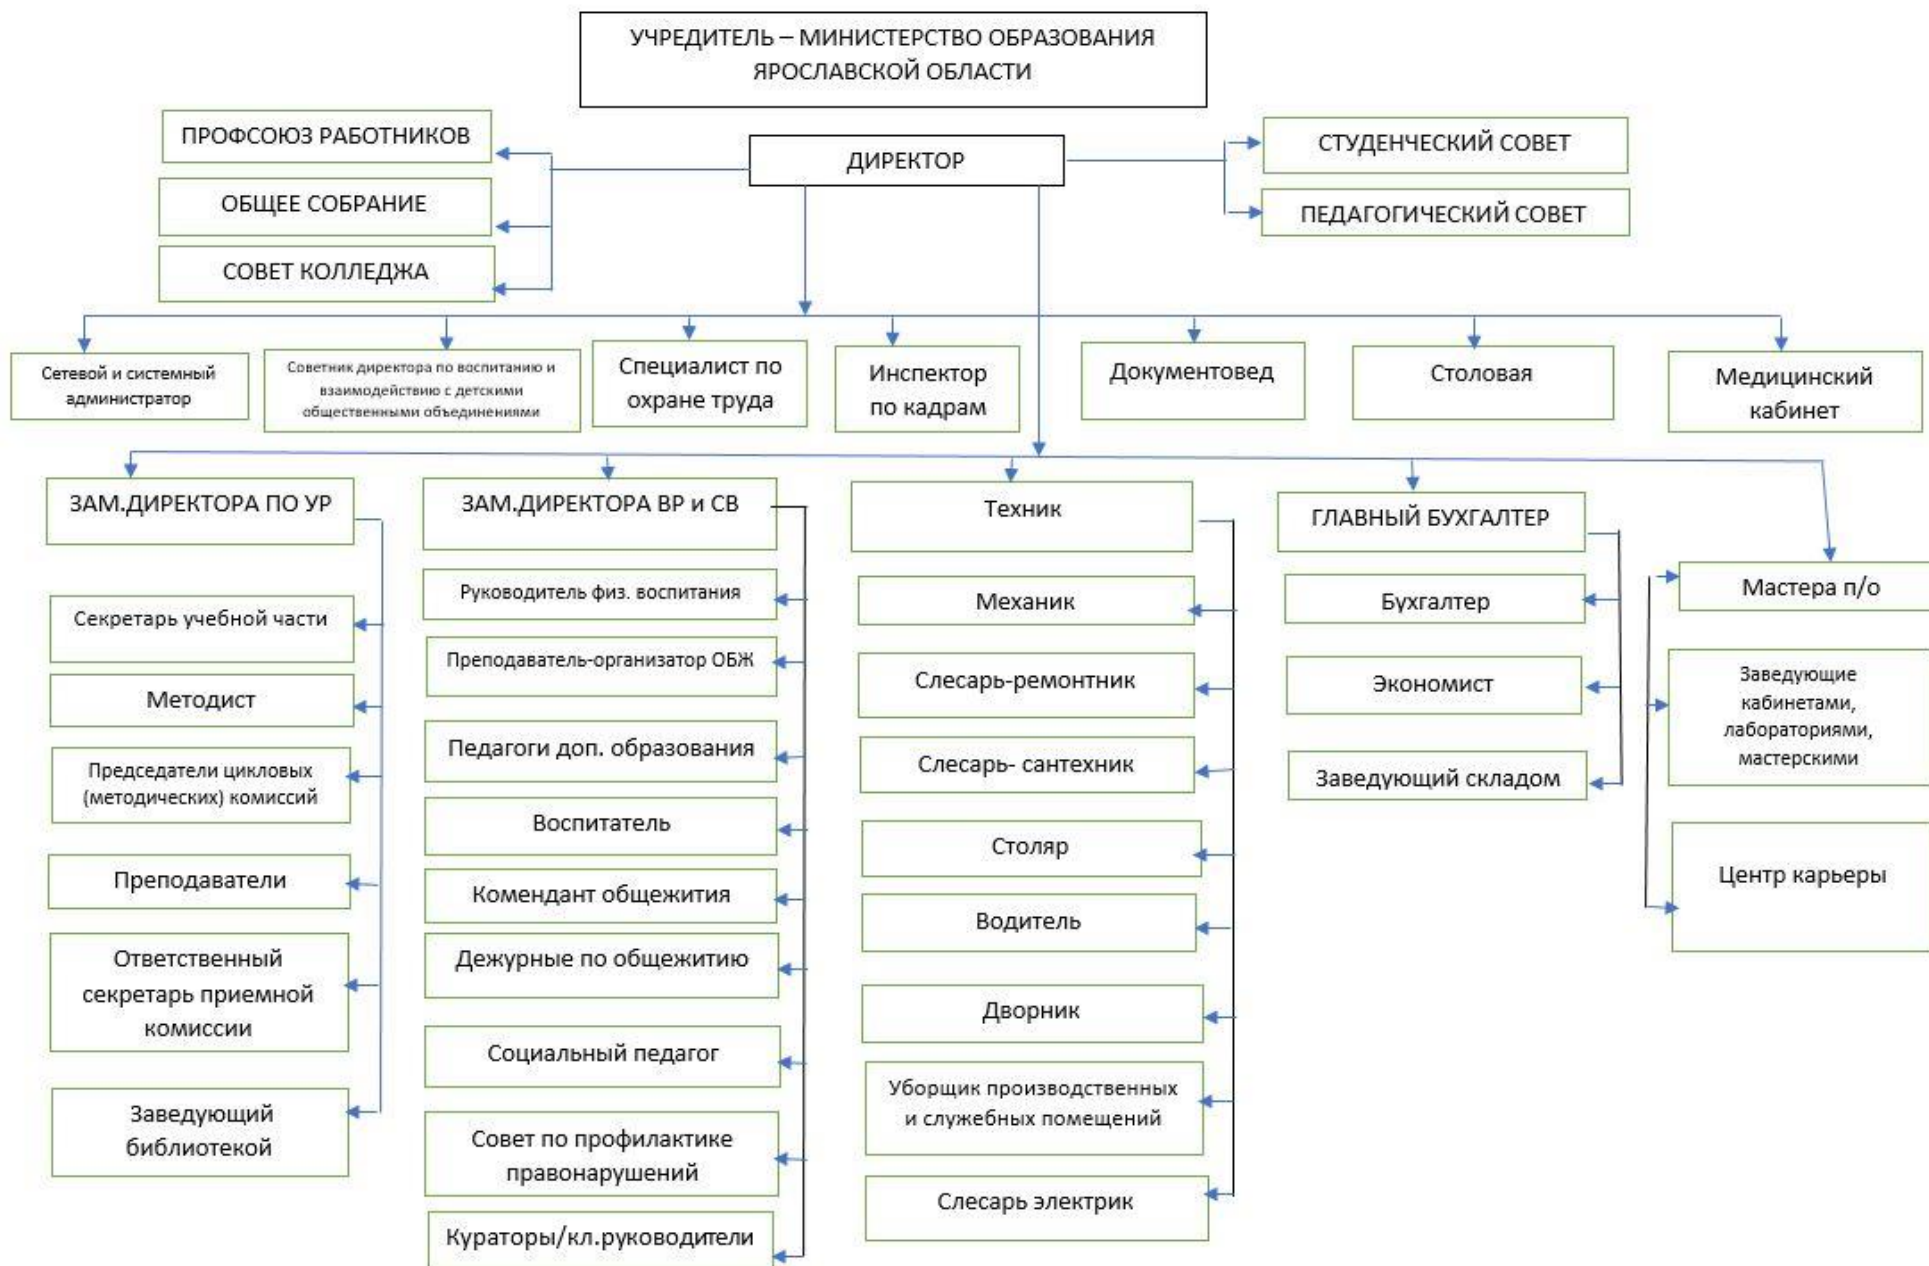 УЧРЕДИТЕЛЬ – МИНИСТЕРСТВО ОБРАЗОВАНИЯ
ЯРОСЛАВСКОЙ ОБЛАСТИ
ПРОФСОЮЗ РАБОТНИКОВ
ОБЩЕЕ СОБРАНИЕ
СОВЕТ КОЛЛЕДЖА
ДИРЕКТОР
СТУДЕНЧЕСКИЙ СОВЕТ
ПЕДАГОГИЧЕСКИЙ СОВЕТ
Сетевой и системный
администратор
Советник директора по воспитанию и
взаимодействию с детскими
общественными объединениями
Специалист по
охране труда
Инспектор
по кадрам
Документовед
Столовая
Медицинский
кабинет
ЗАМ.ДИРЕКТОРА ПО УР
Секретарь учебной части
Методист
Председатели цикловых
(методических) комиссий
Преподаватели
Ответственный
секретарь приемной
комиссии
Заведующий
библиотекой
ЗАМ.ДИРЕКТОРА ВР и СВ
Руководитель физ. воспитания
Преподаватель-организатор ОБЖ
Педагоги доп. образования
Воспитатель
Комендант общежития
Дежурные по общежитию
Социальный педагог
Совет по профилактике
правонарушений
Кураторы/кл.руководители
Техник
Механик
Слесарь-ремонтник
Слесарь- сантехник
Столяр
Водитель
Дворник
Уборщик производственных
и служебных помещений
Слесарь электрик
ГЛАВНЫЙ БУХГАЛТЕР
Бухгалтер
Экономист
Заведующий складом
Мастера п/о
Заведующие
кабинетами,
лабораториями,
мастерскими
Центр карьеры